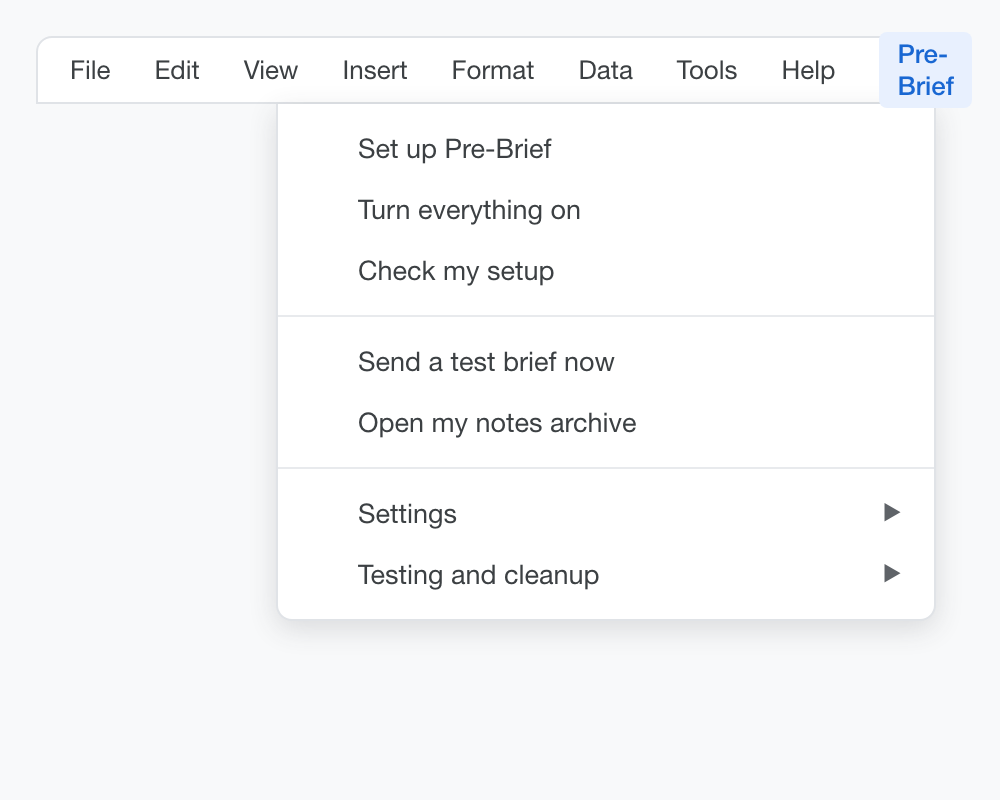 File Edit View Insert Format Data Tools Help Pre-
Brief
Set up Pre-Brief
Turn everything on
Check my setup
Send a test brief now
Open my notes archive
Settings
Testing and cleanup